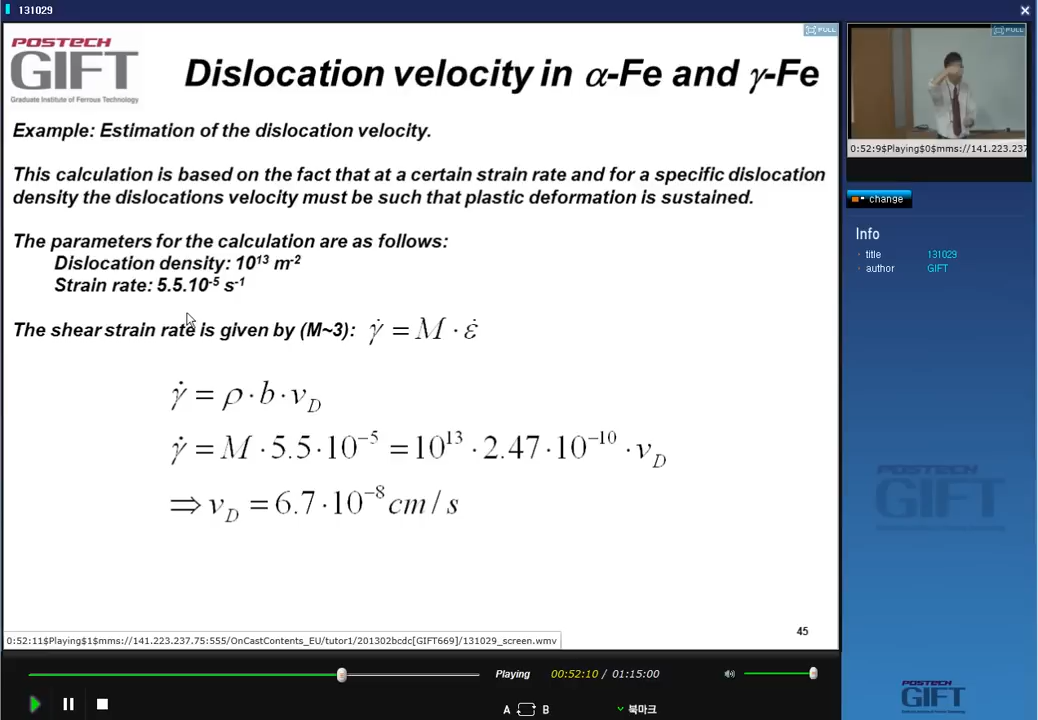 131029
POSTECH
GIFT
Graduate Institute of Ferrous Technology
Dislocation velocity in α-Fe and γ-Fe
FULL
FULL
Example: Estimation of the dislocation velocity.
0:52:9$Playing$0$mms://141.223.237
This calculation is based on the fact that at a certain strain rate and for a specific dislocation
density the dislocations velocity must be such that plastic deformation is sustained.
change
The parameters for the calculation are as follows:
Dislocation density: 10¹³ m⁻²
Strain rate: 5.5.10⁻⁵ s⁻¹
Info
title 131029
author GIFT
The shear strain rate is given by (M~3): γ̇ = M · ε̇
γ̇ = ρ · b · v_D
γ̇ = M · 5.5 · 10⁻⁵ = 10¹³ · 2.47 · 10⁻¹⁰ · v_D
⇒ v_D = 6.7 · 10⁻⁸ cm / s
POSTECH
GIFT
45
0:52:11$Playing$1$mms://141.223.237.75:555/OnCastContents_EU/tutor1/201302bcdc[GIFT669]/131029_screen.wmv
Playing 00:52:10 / 01:15:00
A B 북마크
POSTECH
GIFT